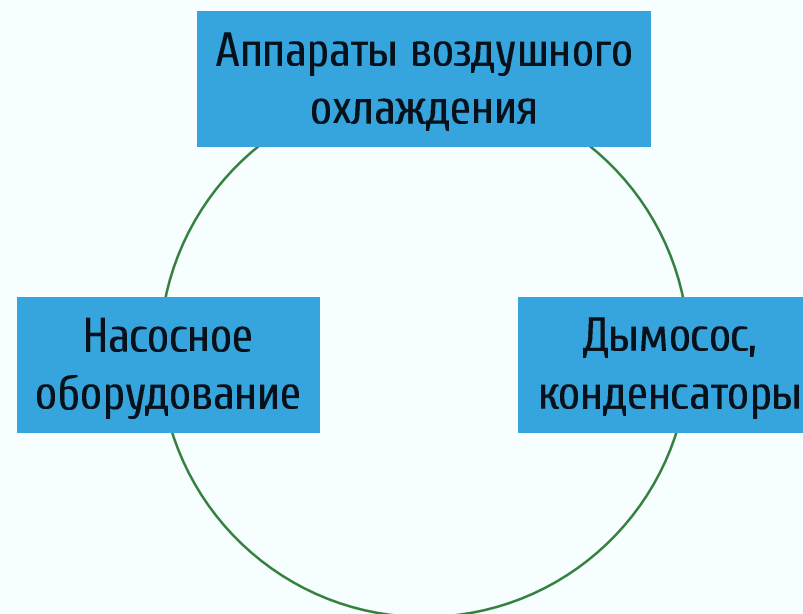 Аппараты воздушного
охлаждения
Насосное
оборудование
Дымосос,
конденсаторы